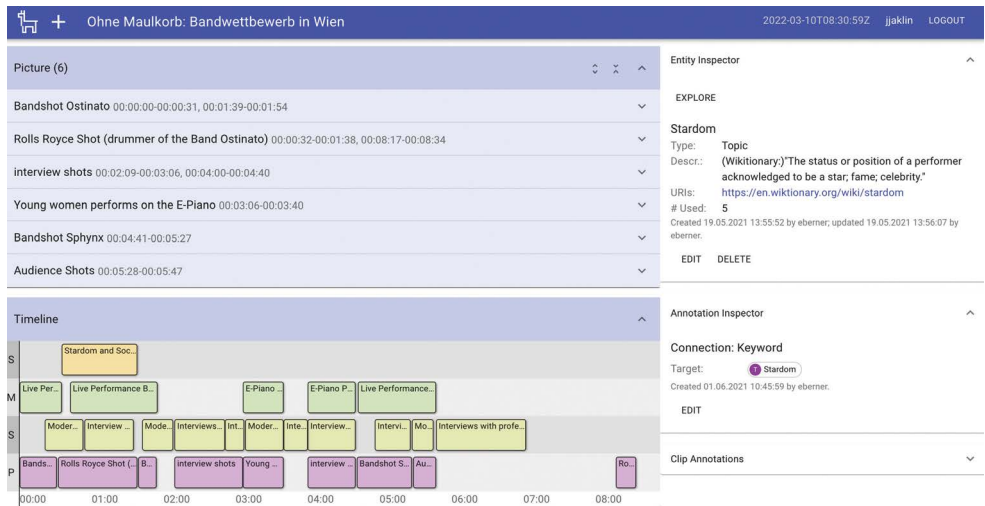 Ohne Maulkorb: Bandwettbewerb in Wien
2022-03-10T08:30:59Z jjaklin LOGOUT
Picture (6)
Bandshot Ostinato 00:00:00-00:00:31, 00:01:39-00:01:54
Rolls Royce Shot (drummer of the Band Ostinato) 00:00:32-00:01:38, 00:08:17-00:08:34
interview shots 00:02:09-00:03:06, 00:04:00-00:04:40
Young women performs on the E-Piano 00:03:06-00:03:40
Bandshot Sphynx 00:04:41-00:05:27
Audience Shots 00:05:28-00:05:47
Timeline
S
Stardom and Soc...
M
Live Per... Live Performance B... E-Piano ... E-Piano P... Live Performance...
S
Moder... Interview ... Mode... Interviews... Int... Moder... Inte... Interview... Intervi... Mo... Interviews with profe...
P
Bands... Rolls Royce Shot (... B... interview shots Young ... interview ... Bandshot S... Au... Ro...
00:00 01:00 02:00 03:00 04:00 05:00 06:00 07:00 08:00
Entity Inspector
EXPLORE
Stardom
Type: Topic
Descr.: (Wikitionary:)"The status or position of a performer
acknowledged to be a star; fame; celebrity."
URIs: https://en.wiktionary.org/wiki/stardom
# Used: 5
Created 19.05.2021 13:55:52 by eberner; updated 19.05.2021 13:56:07 by
eberner.
EDIT DELETE
Annotation Inspector
Connection: Keyword
Target: T Stardom
Created 01.06.2021 10:45:59 by eberner.
EDIT
Clip Annotations